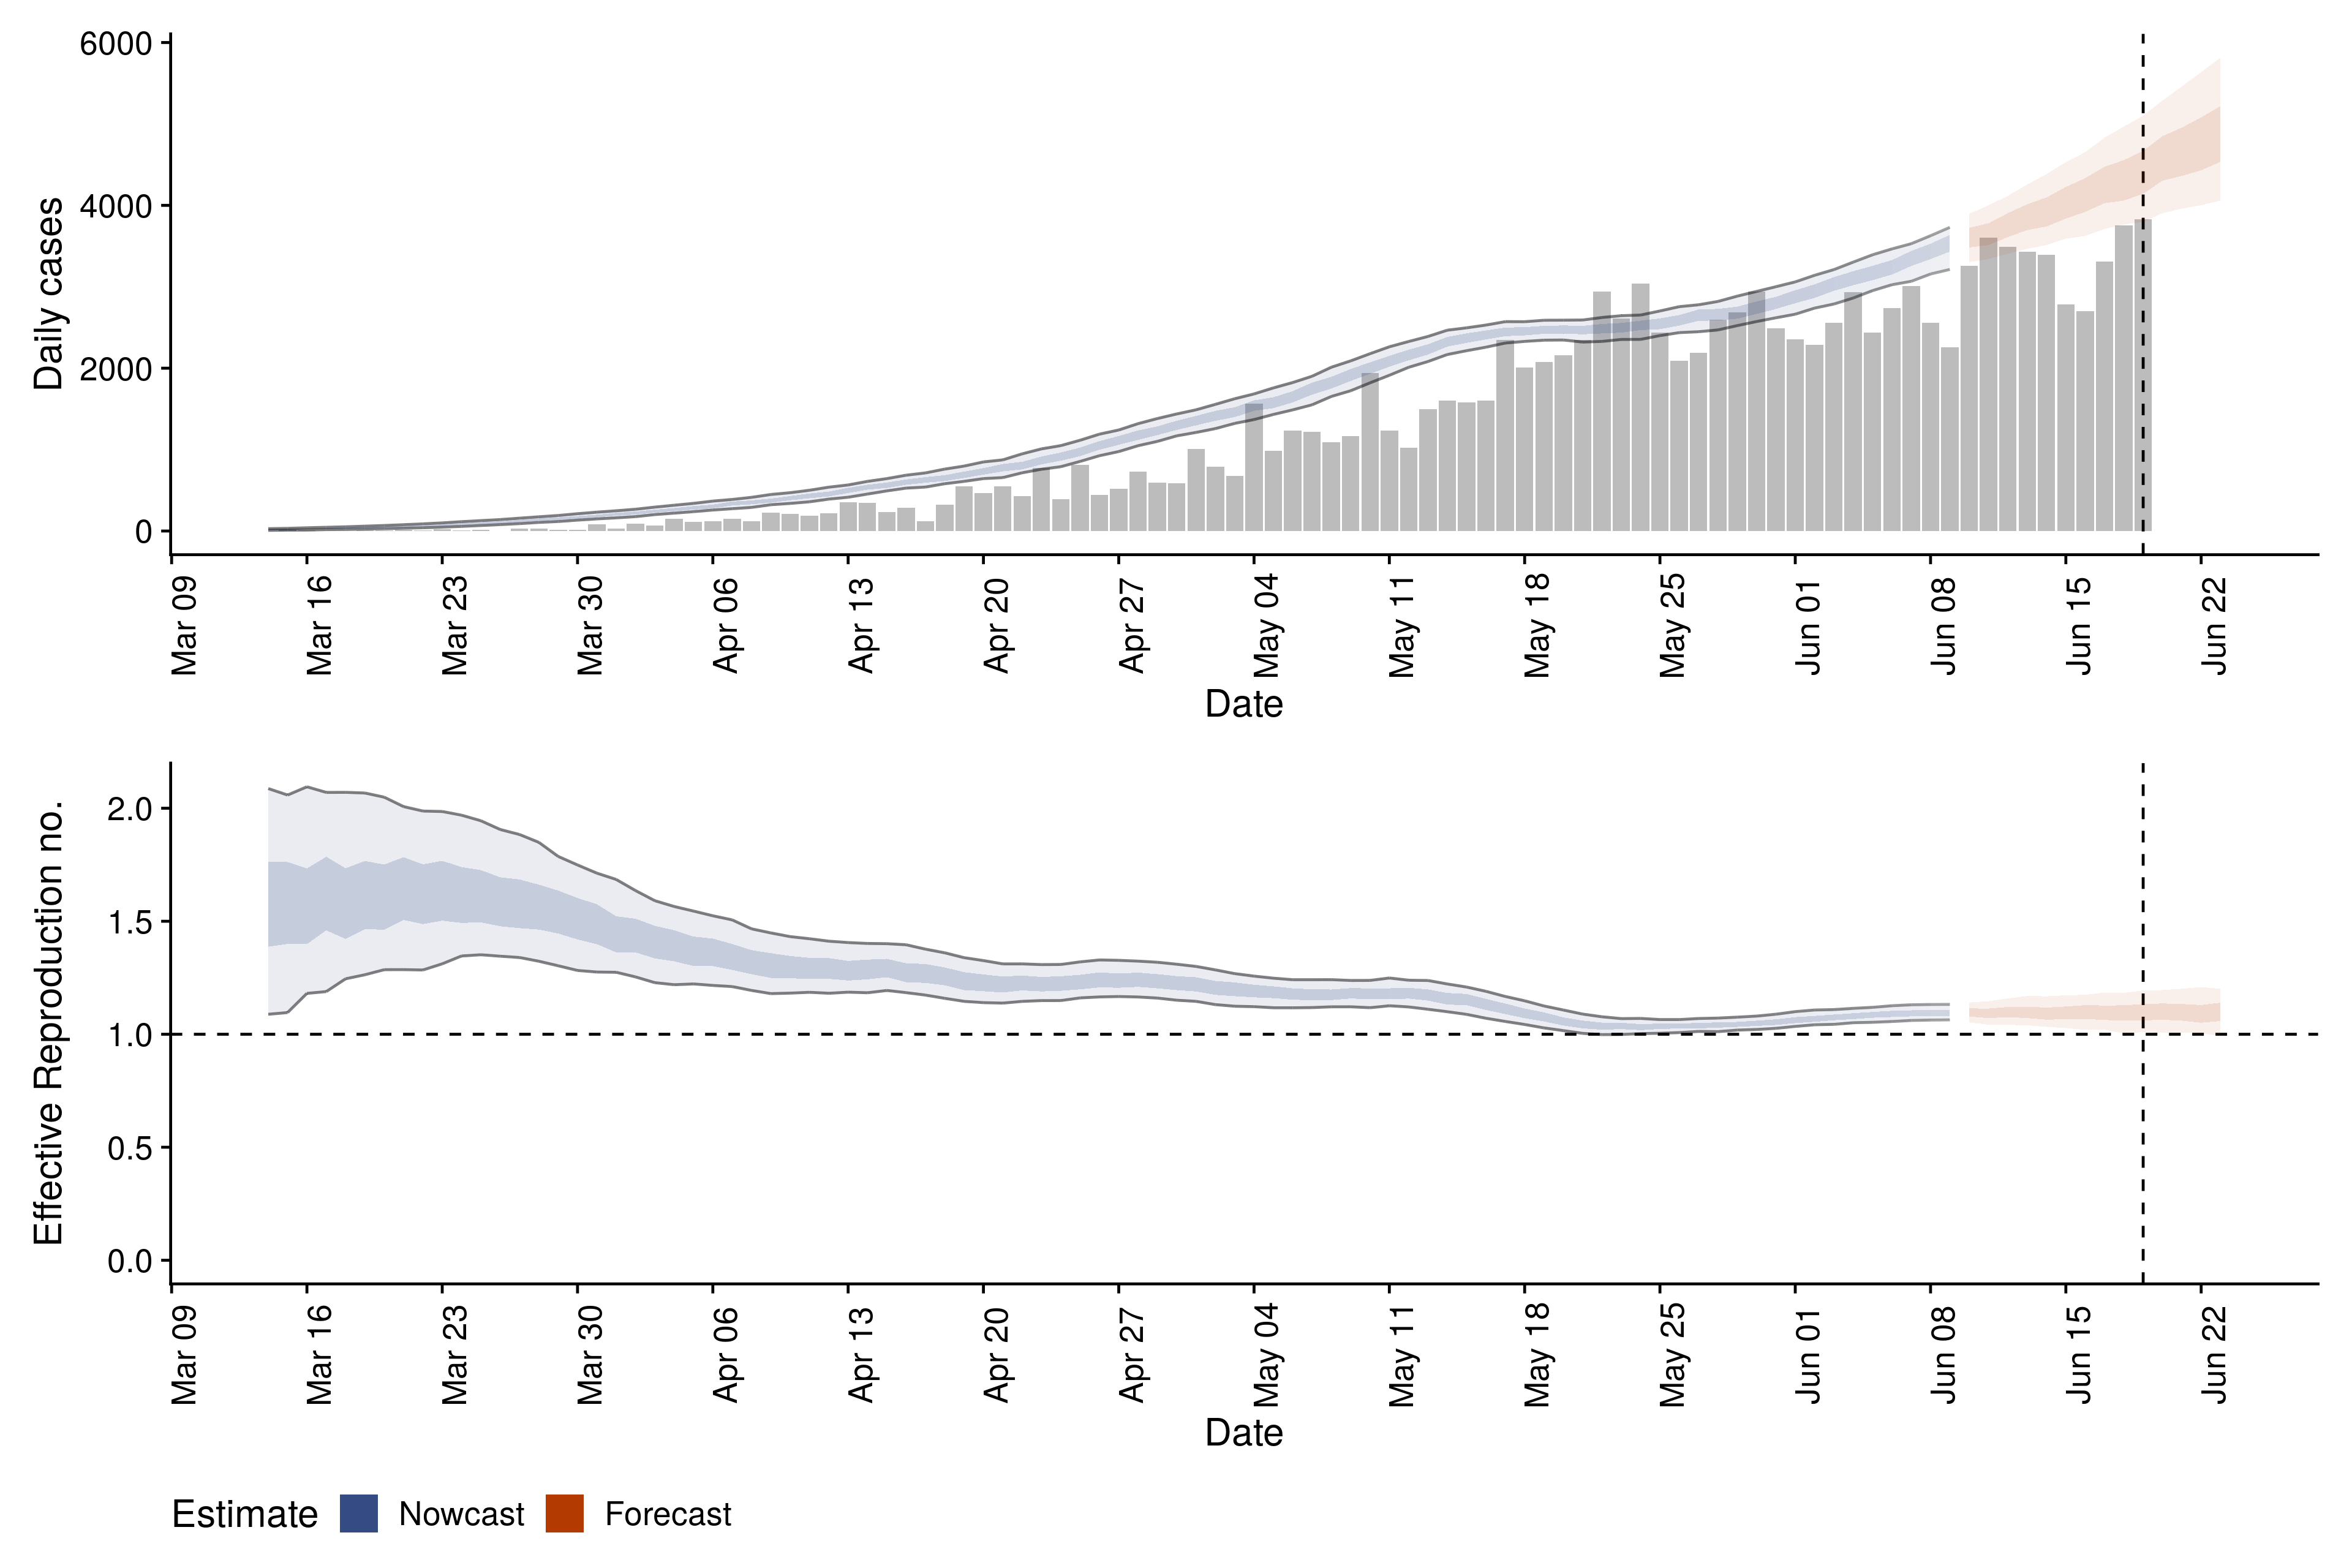 6000
4000
2000
0
Daily cases
Mar 09
Mar 16
Mar 23
Mar 30
Apr 06
Apr 13
Apr 20
Apr 27
May 04
May 11
May 18
May 25
Jun 01
Jun 08
Jun 15
Jun 22
Date
2.0
1.5
1.0
0.5
0.0
Effective Reproduction no.
Mar 09
Mar 16
Mar 23
Mar 30
Apr 06
Apr 13
Apr 20
Apr 27
May 04
May 11
May 18
May 25
Jun 01
Jun 08
Jun 15
Jun 22
Date
Estimate Nowcast Forecast